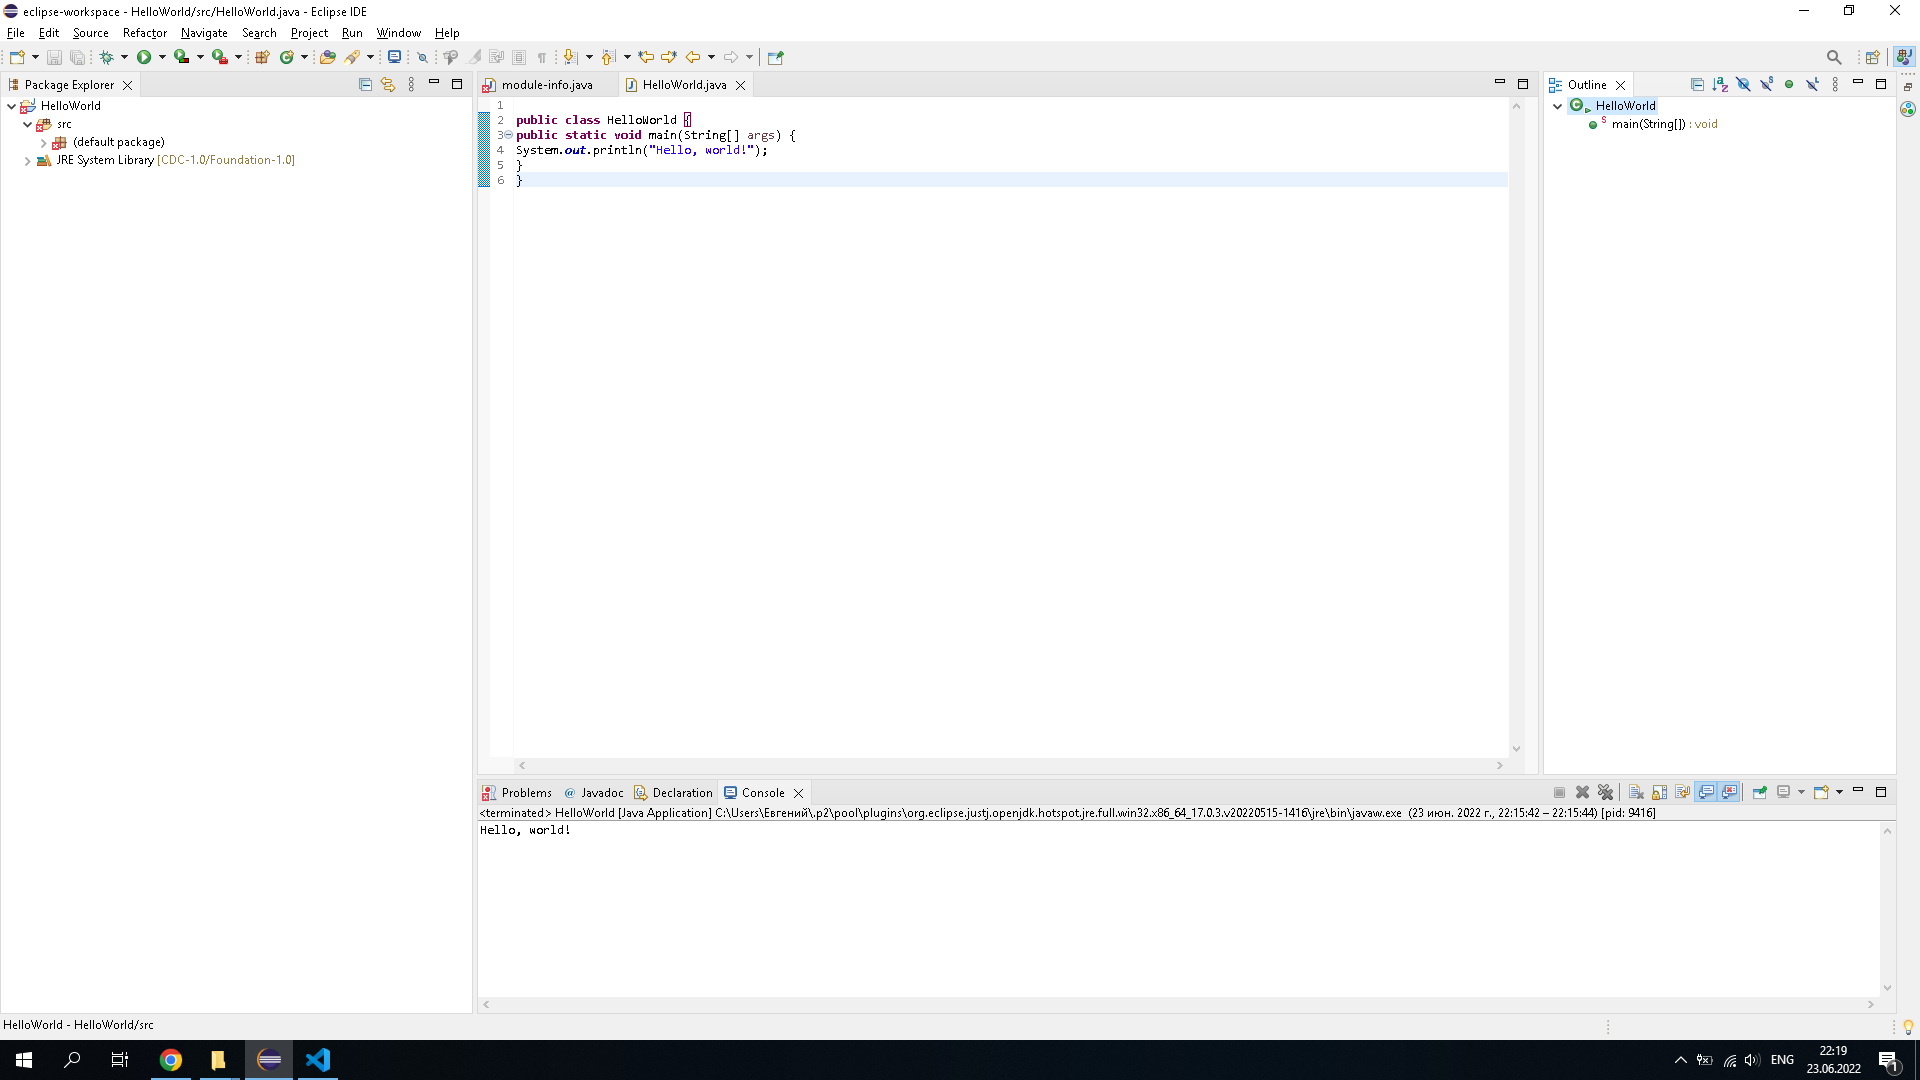 eclipse-workspace - HelloWorld/src/HelloWorld.java - Eclipse IDE
File Edit Source Refactor Navigate Search Project Run Window Help
Package Explorer
HelloWorld
src
(default package)
JRE System Library [CDC-1.0/Foundation-1.0]
module-info.java HelloWorld.java
1
2 public class HelloWorld {
3 public static void main(String[] args) {
4 System.out.println("Hello, world!");
5 }
6 }
Outline
HelloWorld
main(String[]) : void
Problems @ Javadoc Declaration Console
<terminated> HelloWorld [Java Application] C:\Users\Евгений\.p2\pool\plugins\org.eclipse.justj.openjdk.hotspot.jre.full.win32.x86_64_17.0.3.v20220515-1416\jre\bin\javaw.exe (23 июн. 2022 г., 22:15:42 – 22:15:44) [pid: 9416]
Hello, world!
HelloWorld - HelloWorld/src
ENG
22:19
23.06.2022
1